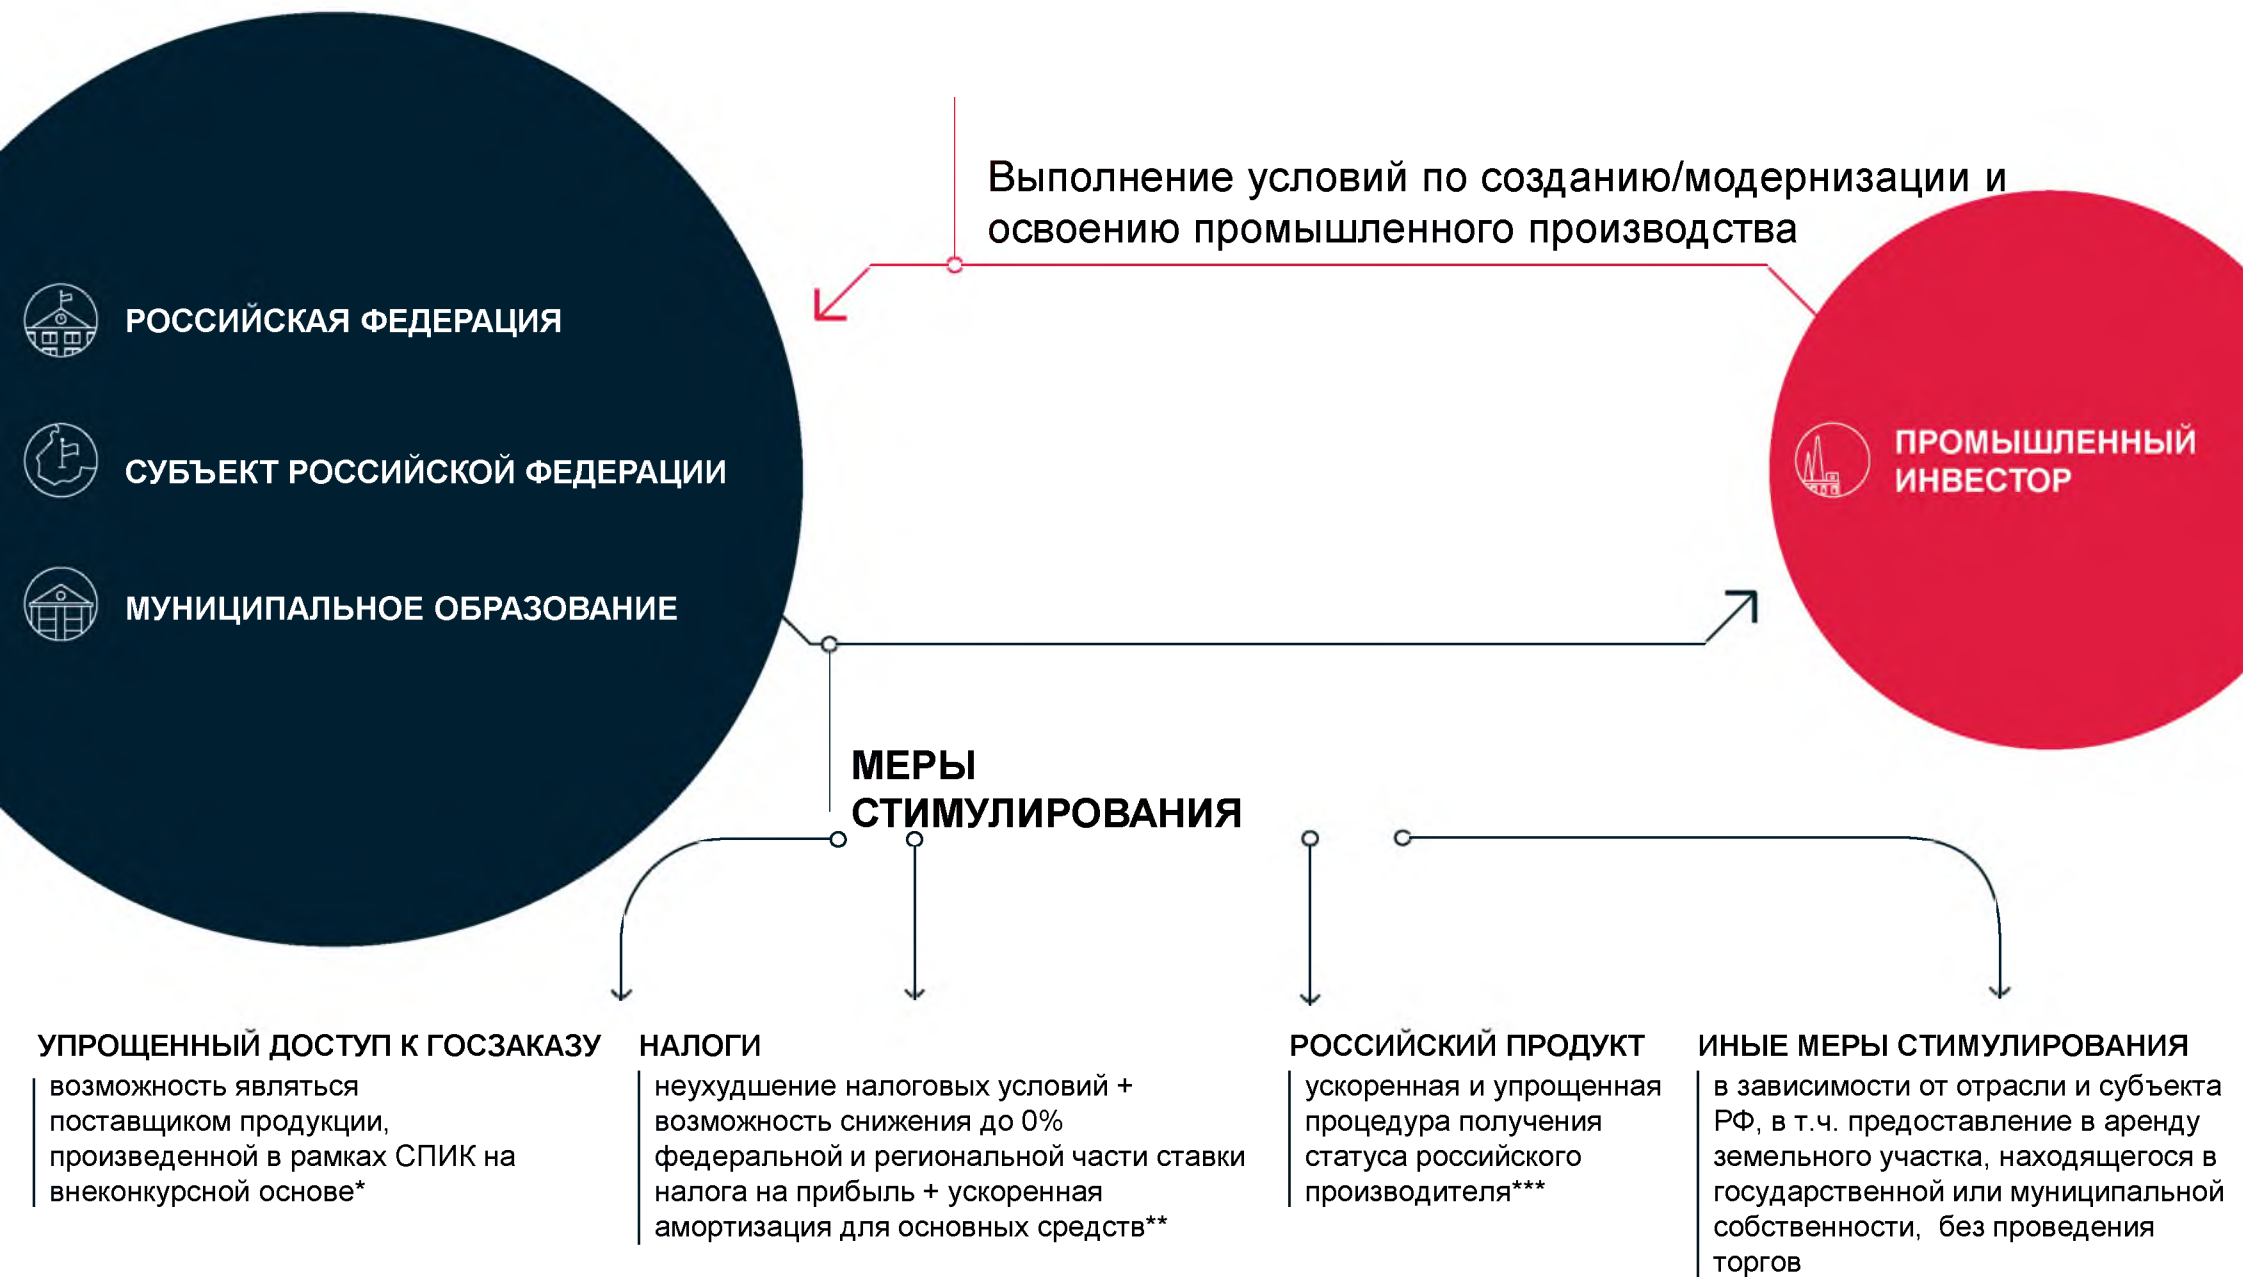 Выполнение условий по созданию/модернизации и
освоению промышленного производства
РОССИЙСКАЯ ФЕДЕРАЦИЯ
СУБЪЕКТ РОССИЙСКОЙ ФЕДЕРАЦИИ
МУНИЦИПАЛЬНОЕ ОБРАЗОВАНИЕ
ПРОМЫШЛЕННЫЙ
ИНВЕСТОР
МЕРЫ
СТИМУЛИРОВАНИЯ
УПРОЩЕННЫЙ ДОСТУП К ГОСЗАКАЗУ
возможность являться
поставщиком продукции,
произведенной в рамках СПИК на
внеконкурсной основе*
НАЛОГИ
неухудшение налоговых условий +
возможность снижения до 0%
федеральной и региональной части ставки
налога на прибыль + ускоренная
амортизация для основных средств**
РОССИЙСКИЙ ПРОДУКТ
ускоренная и упрощенная
процедура получения
статуса российского
производителя***
ИНЫЕ МЕРЫ СТИМУЛИРОВАНИЯ
в зависимости от отрасли и субъекта
РФ, в т.ч. предоставление в аренду
земельного участка, находящегося в
государственной или муниципальной
собственности, без проведения
торгов